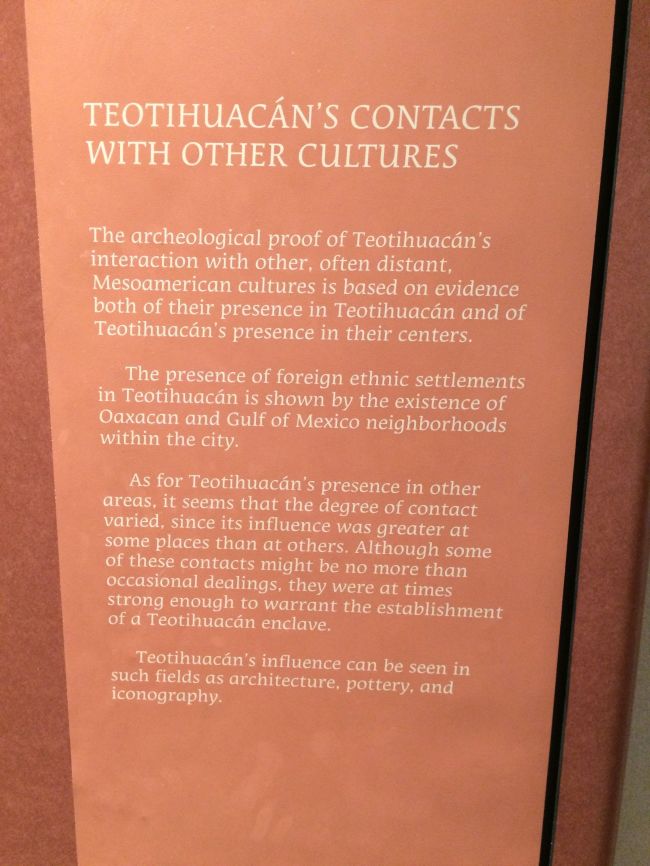 TEOTIHUACÁN'S CONTACTS
WITH OTHER CULTURES
The archeological proof of Teotihuacán's
interaction with other, often distant,
Mesoamerican cultures is based on evidence
both of their presence in Teotihuacán and of
Teotihuacán's presence in their centers.
The presence of foreign ethnic settlements
in Teotihuacán is shown by the existence of
Oaxacan and Gulf of Mexico neighborhoods
within the city.
As for Teotihuacán's presence in other
areas, it seems that the degree of contact
varied, since its influence was greater at
some places than at others. Although some
of these contacts might be no more than
occasional dealings, they were at times
strong enough to warrant the establishment
of a Teotihuacán enclave.
Teotihuacán's influence can be seen in
such fields as architecture, pottery, and
iconography.